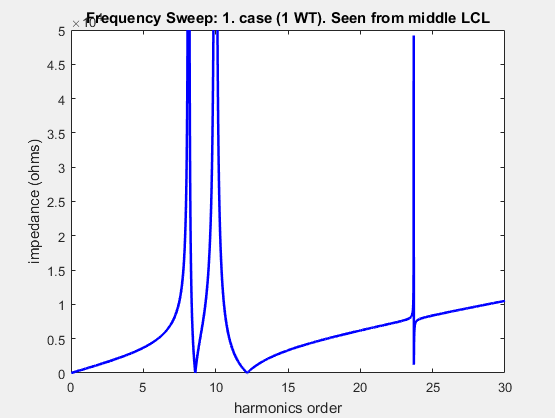 Frequency Sweep: 1. case (1 WT). Seen from middle LCL
5
4.5
4
3.5
3
2.5
2
1.5
1
0.5
0
impedance (ohms)
0 5 10 15 20 25 30
harmonics order